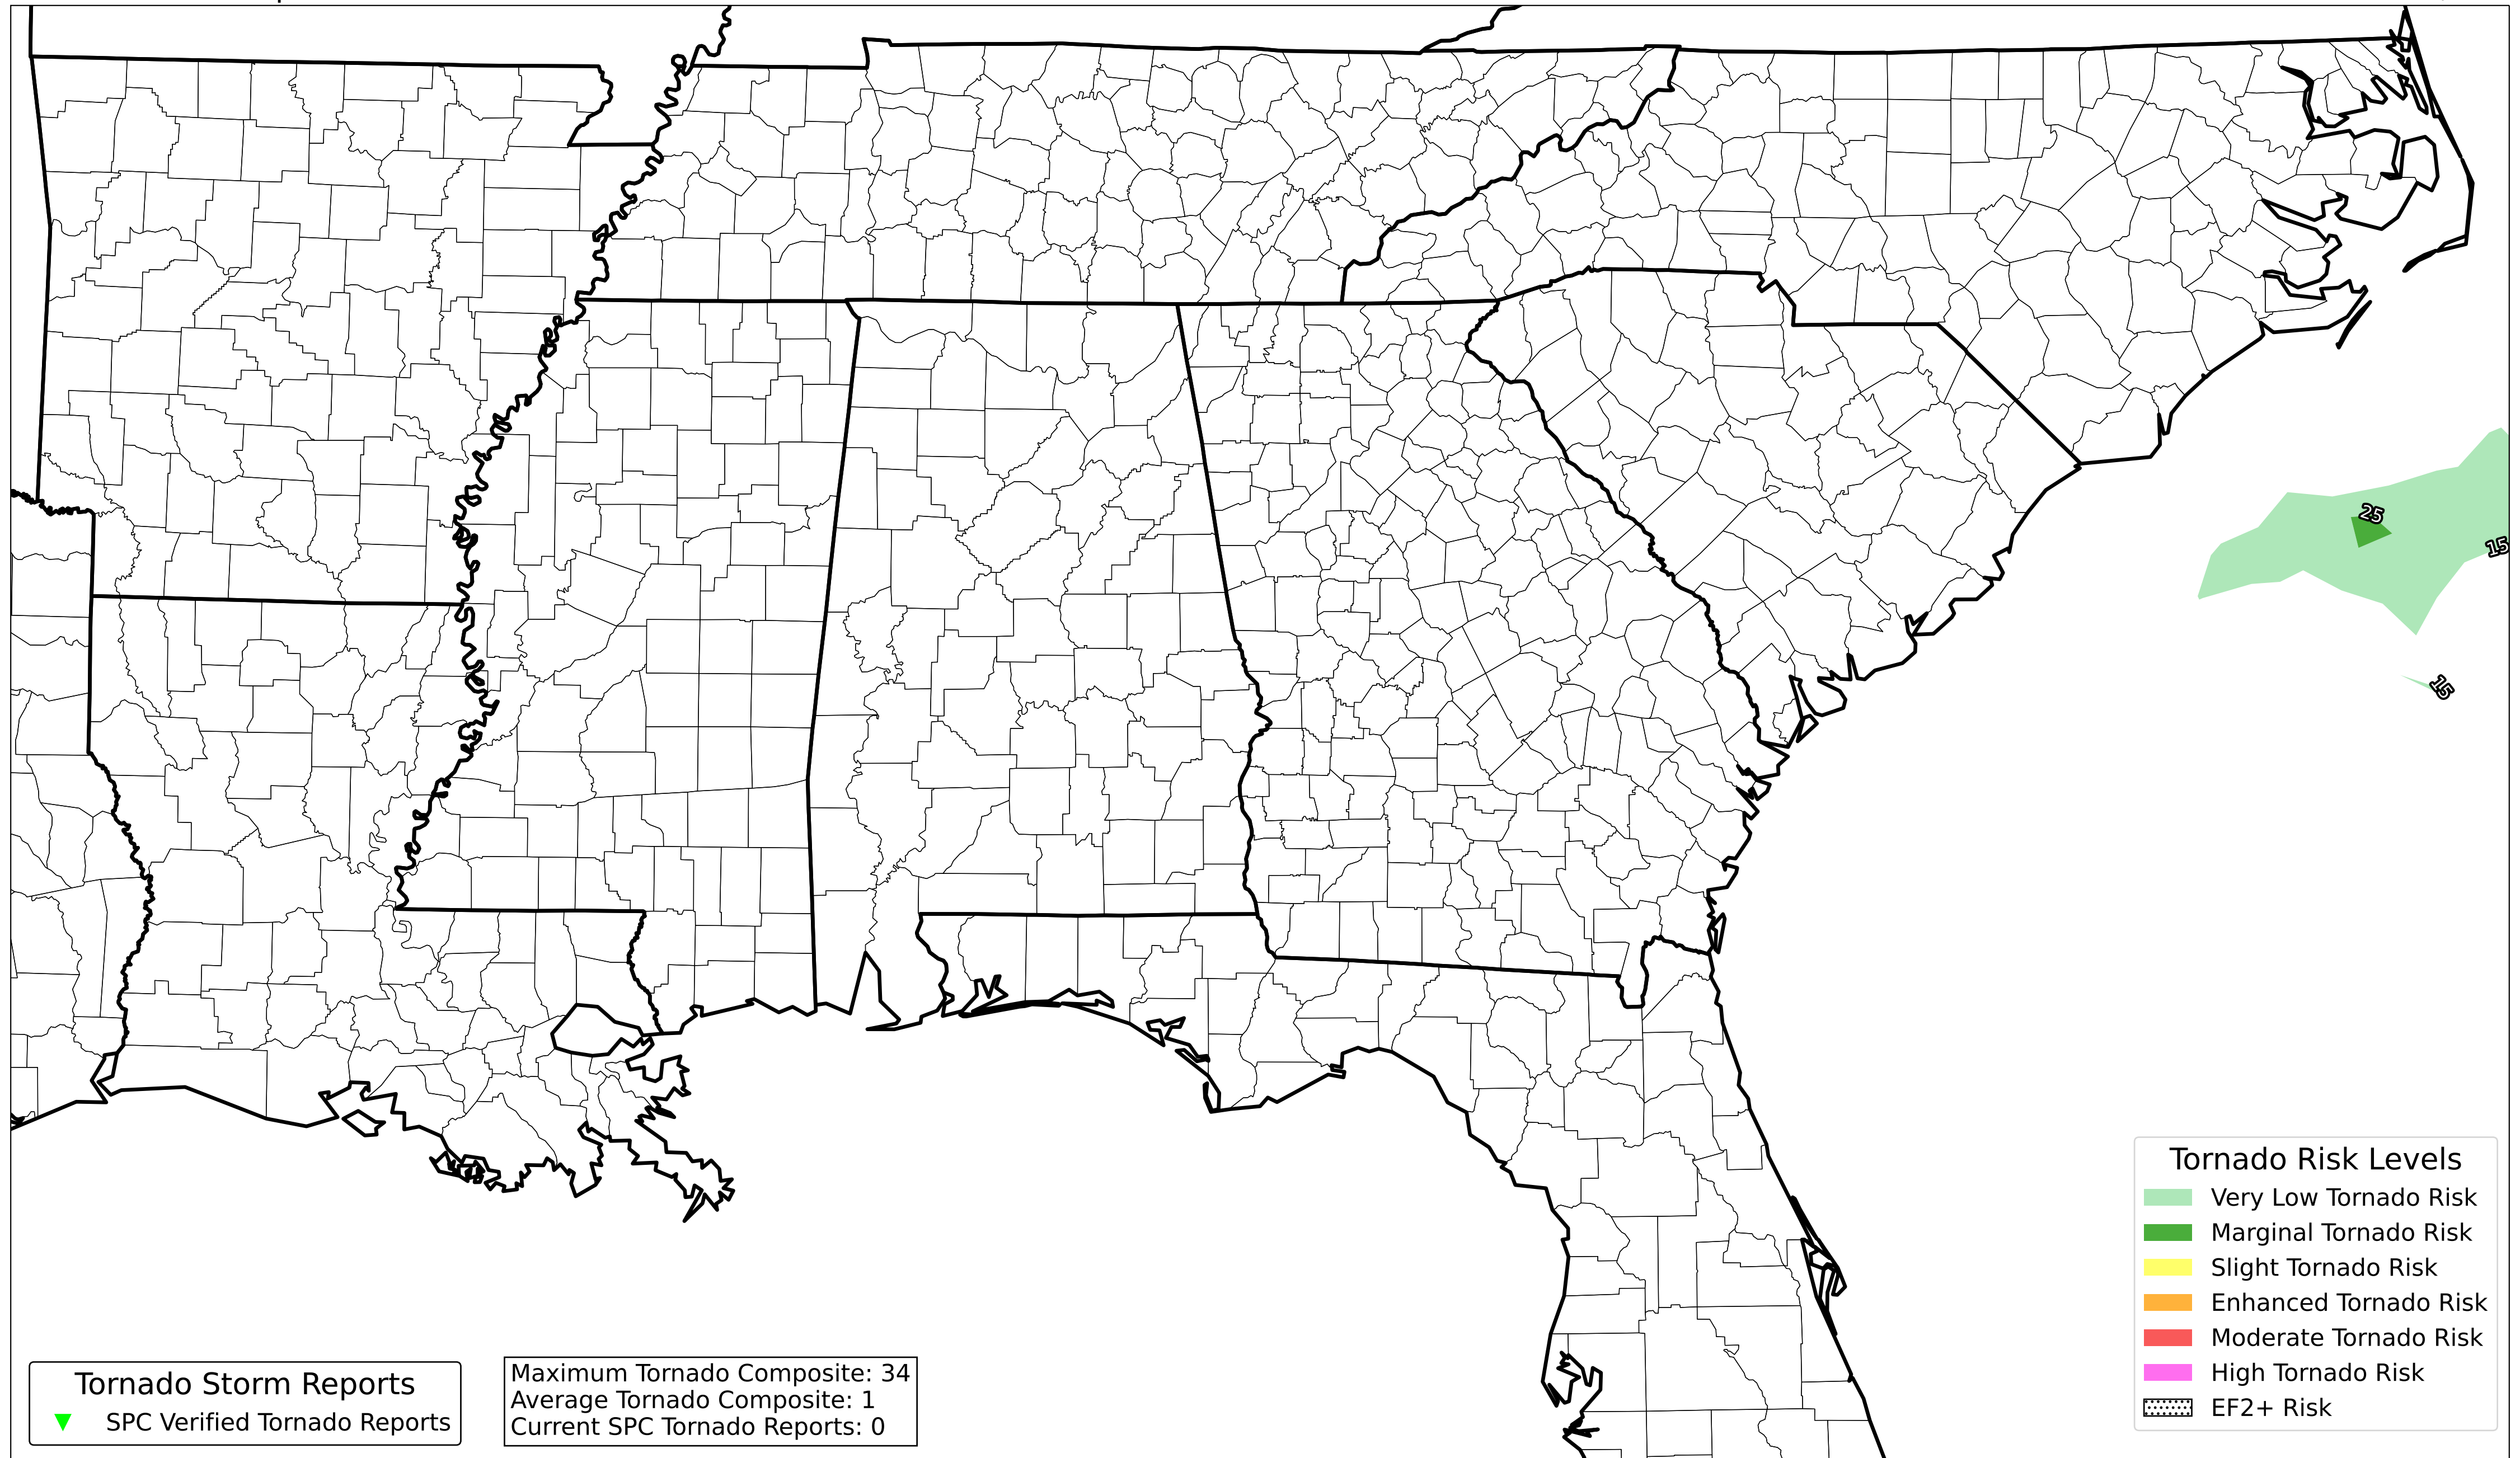 25
15
15
Tornado Risk Levels
Very Low Tornado Risk
Marginal Tornado Risk
Slight Tornado Risk
Enhanced Tornado Risk
Moderate Tornado Risk
High Tornado Risk
EF2+ Risk
Tornado Storm Reports
SPC Verified Tornado Reports
Maximum Tornado Composite: 34
Average Tornado Composite: 1
Current SPC Tornado Reports: 0